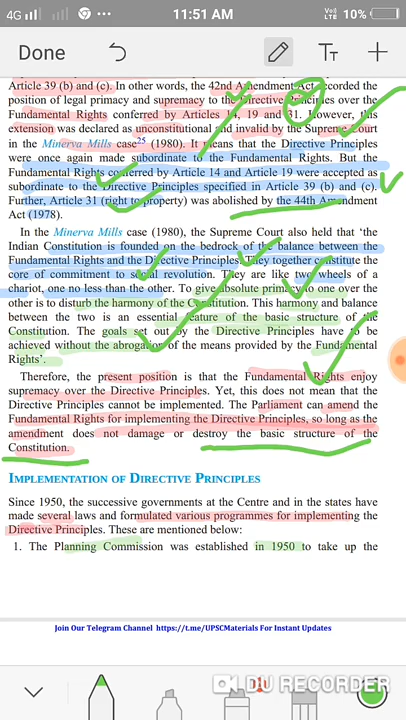 4G 11:51 AM Vo) LTE 10%
Done
Article 39 (b) and (c). In other words, the 42nd Amendment Act accorded the
position of legal primacy and supremacy to the Directive Principles over the
Fundamental Rights conferred by Articles 14, 19 and 31. However, this
extension was declared as unconstitutional and invalid by the Supreme Court
in the Minerva Mills case25 (1980). It means that the Directive Principles
were once again made subordinate to the Fundamental Rights. But the
Fundamental Rights conferred by Article 14 and Article 19 were accepted as
subordinate to the Directive Principles specified in Article 39 (b) and (c).
Further, Article 31 (right to property) was abolished by the 44th Amendment
Act (1978).
In the Minerva Mills case (1980), the Supreme Court also held that ‘the
Indian Constitution is founded on the bedrock of the balance between the
Fundamental Rights and the Directive Principles. They together constitute the
core of commitment to social revolution. They are like two wheels of a
chariot, one no less than the other. To give absolute primacy to one over the
other is to disturb the harmony of the Constitution. This harmony and balance
between the two is an essential feature of the basic structure of the
Constitution. The goals set out by the Directive Principles have to be
achieved without the abrogation of the means provided by the Fundamental
Rights’.
Therefore, the present position is that the Fundamental Rights enjoy
supremacy over the Directive Principles. Yet, this does not mean that the
Directive Principles cannot be implemented. The Parliament can amend the
Fundamental Rights for implementing the Directive Principles, so long as the
amendment does not damage or destroy the basic structure of the
Constitution.
IMPLEMENTATION OF DIRECTIVE PRINCIPLES
Since 1950, the successive governments at the Centre and in the states have
made several laws and formulated various programmes for implementing the
Directive Principles. These are mentioned below:
1. The Planning Commission was established in 1950 to take up the
Join Our Telegram Channel https://t.me/UPSCMaterials For Instant Updates
DU RECORDER